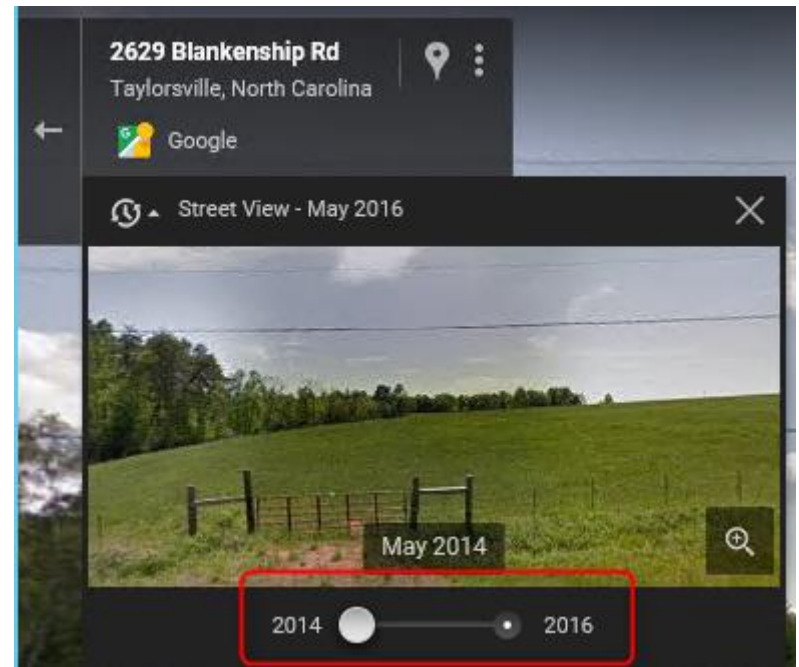 2629 Blankenship Rd
Taylorsville, North Carolina
Google
Street View - May 2016
May 2014
2014 2016